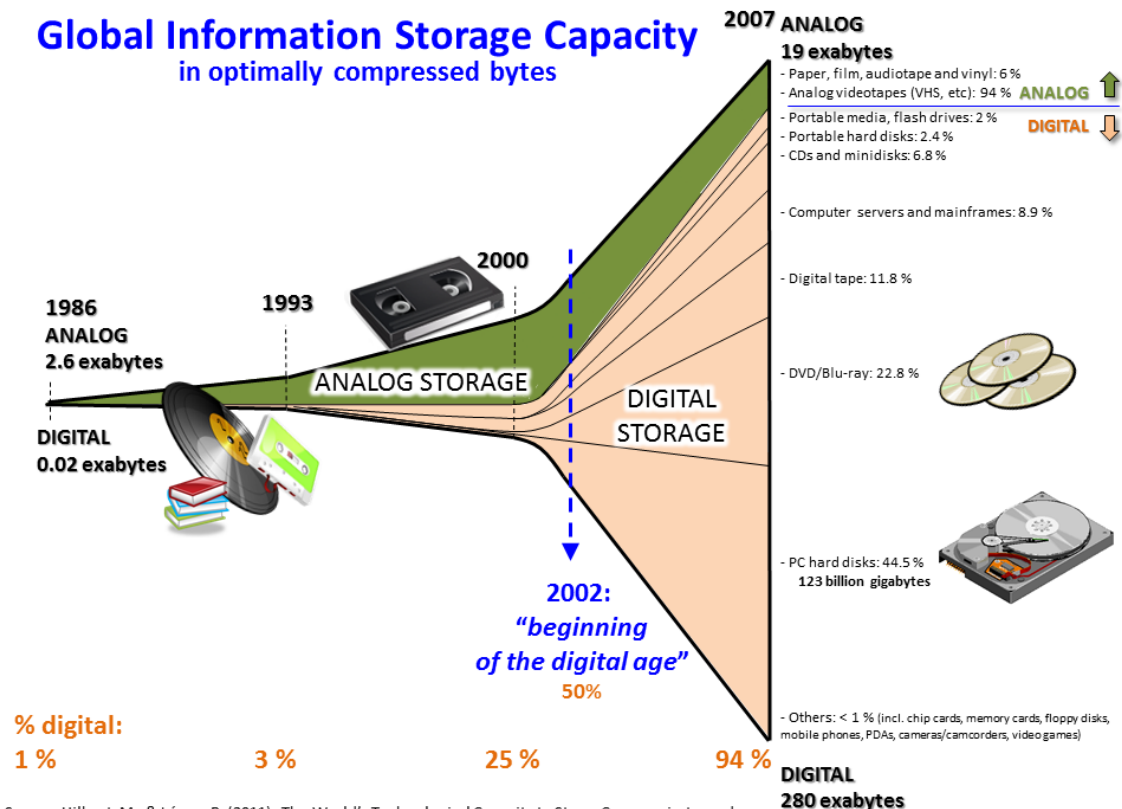 Global Information Storage Capacity
in optimally compressed bytes
2007 ANALOG
19 exabytes
- Paper, film, audiotape and vinyl: 6 %
- Analog videotapes (VHS, etc): 94 %
ANALOG
- Portable media, flash drives: 2 %
DIGITAL
- Portable hard disks: 2.4 %
- CDs and minidisks: 6.8 %
- Computer servers and mainframes: 8.9 %
- Digital tape: 11.8 %
- DVD/Blu-ray: 22.8 %
- PC hard disks: 44.5 %
123 billion gigabytes
- Others: < 1 % (incl. chip cards, memory cards, floppy disks,
mobile phones, PDAs, cameras/camcorders, video games)
DIGITAL
280 exabytes
1986
ANALOG
2.6 exabytes
DIGITAL
0.02 exabytes
1993
2000
ANALOG STORAGE
DIGITAL
STORAGE
2002:
“beginning
of the digital age”
50%
% digital:
1 %
3 %
25 %
94 %